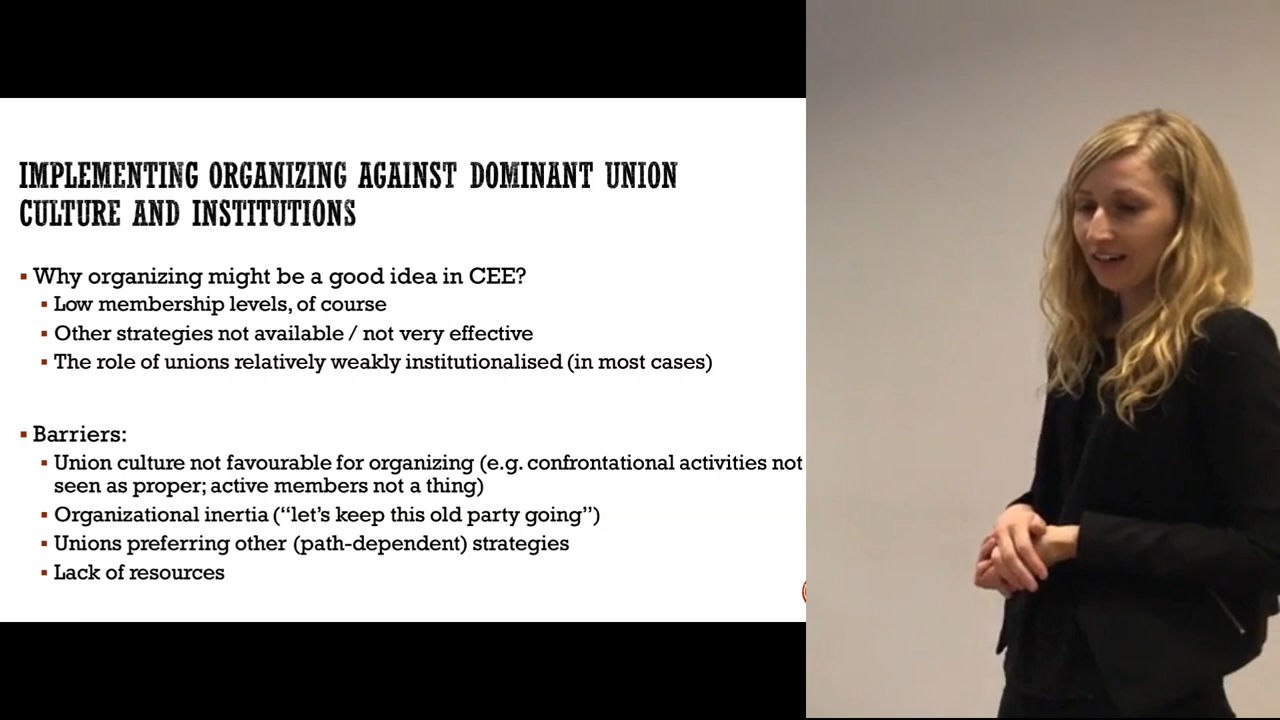 IMPLEMENTING ORGANIZING AGAINST DOMINANT UNION
CULTURE AND INSTITUTIONS
▪ Why organizing might be a good idea in CEE?
▪ Low membership levels, of course
▪ Other strategies not available / not very effective
▪ The role of unions relatively weakly institutionalised (in most cases)
▪ Barriers:
▪ Union culture not favourable for organizing (e.g. confrontational activities not
seen as proper; active members not a thing)
▪ Organizational inertia (“let’s keep this old party going”)
▪ Unions preferring other (path-dependent) strategies
▪ Lack of resources